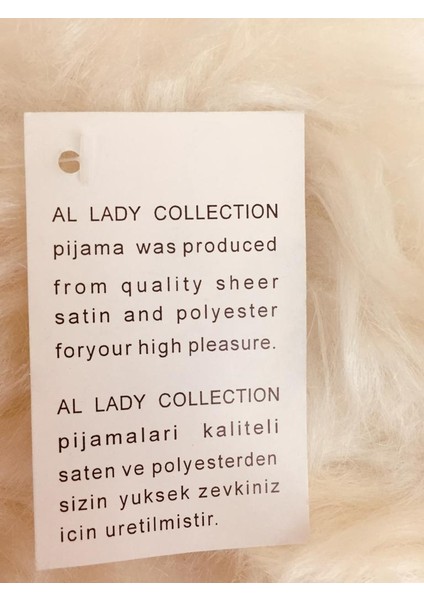 AL LADY COLLECTION
pijama was produced
from quality sheer
satin and polyester
foryour high pleasure.
AL LADY COLLECTION
pijamalari kaliteli
saten ve polyesterden
sizin yuksek zevkiniz
icin uretilmistir.